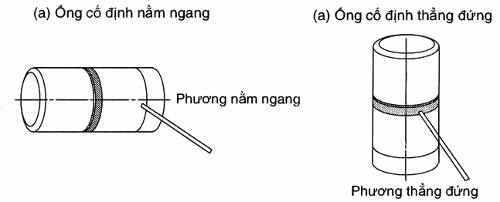 (a) Ống cố định nằm ngang
(a) Ống cố định thẳng đứng
Phương nằm ngang
Phương thẳng đứng